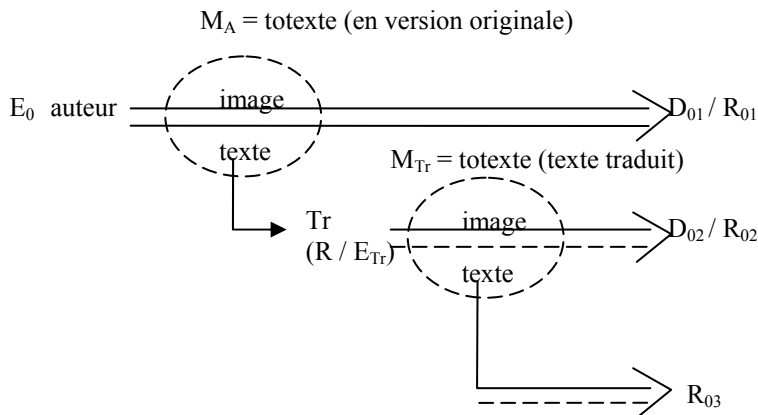 M_A = totexte (en version originale)
image
E_0 auteur
D_01 / R_01
texte
M_Tr = totexte (texte traduit)
Tr
image
D_02 / R_02
(R / E_Tr)
texte
R_03